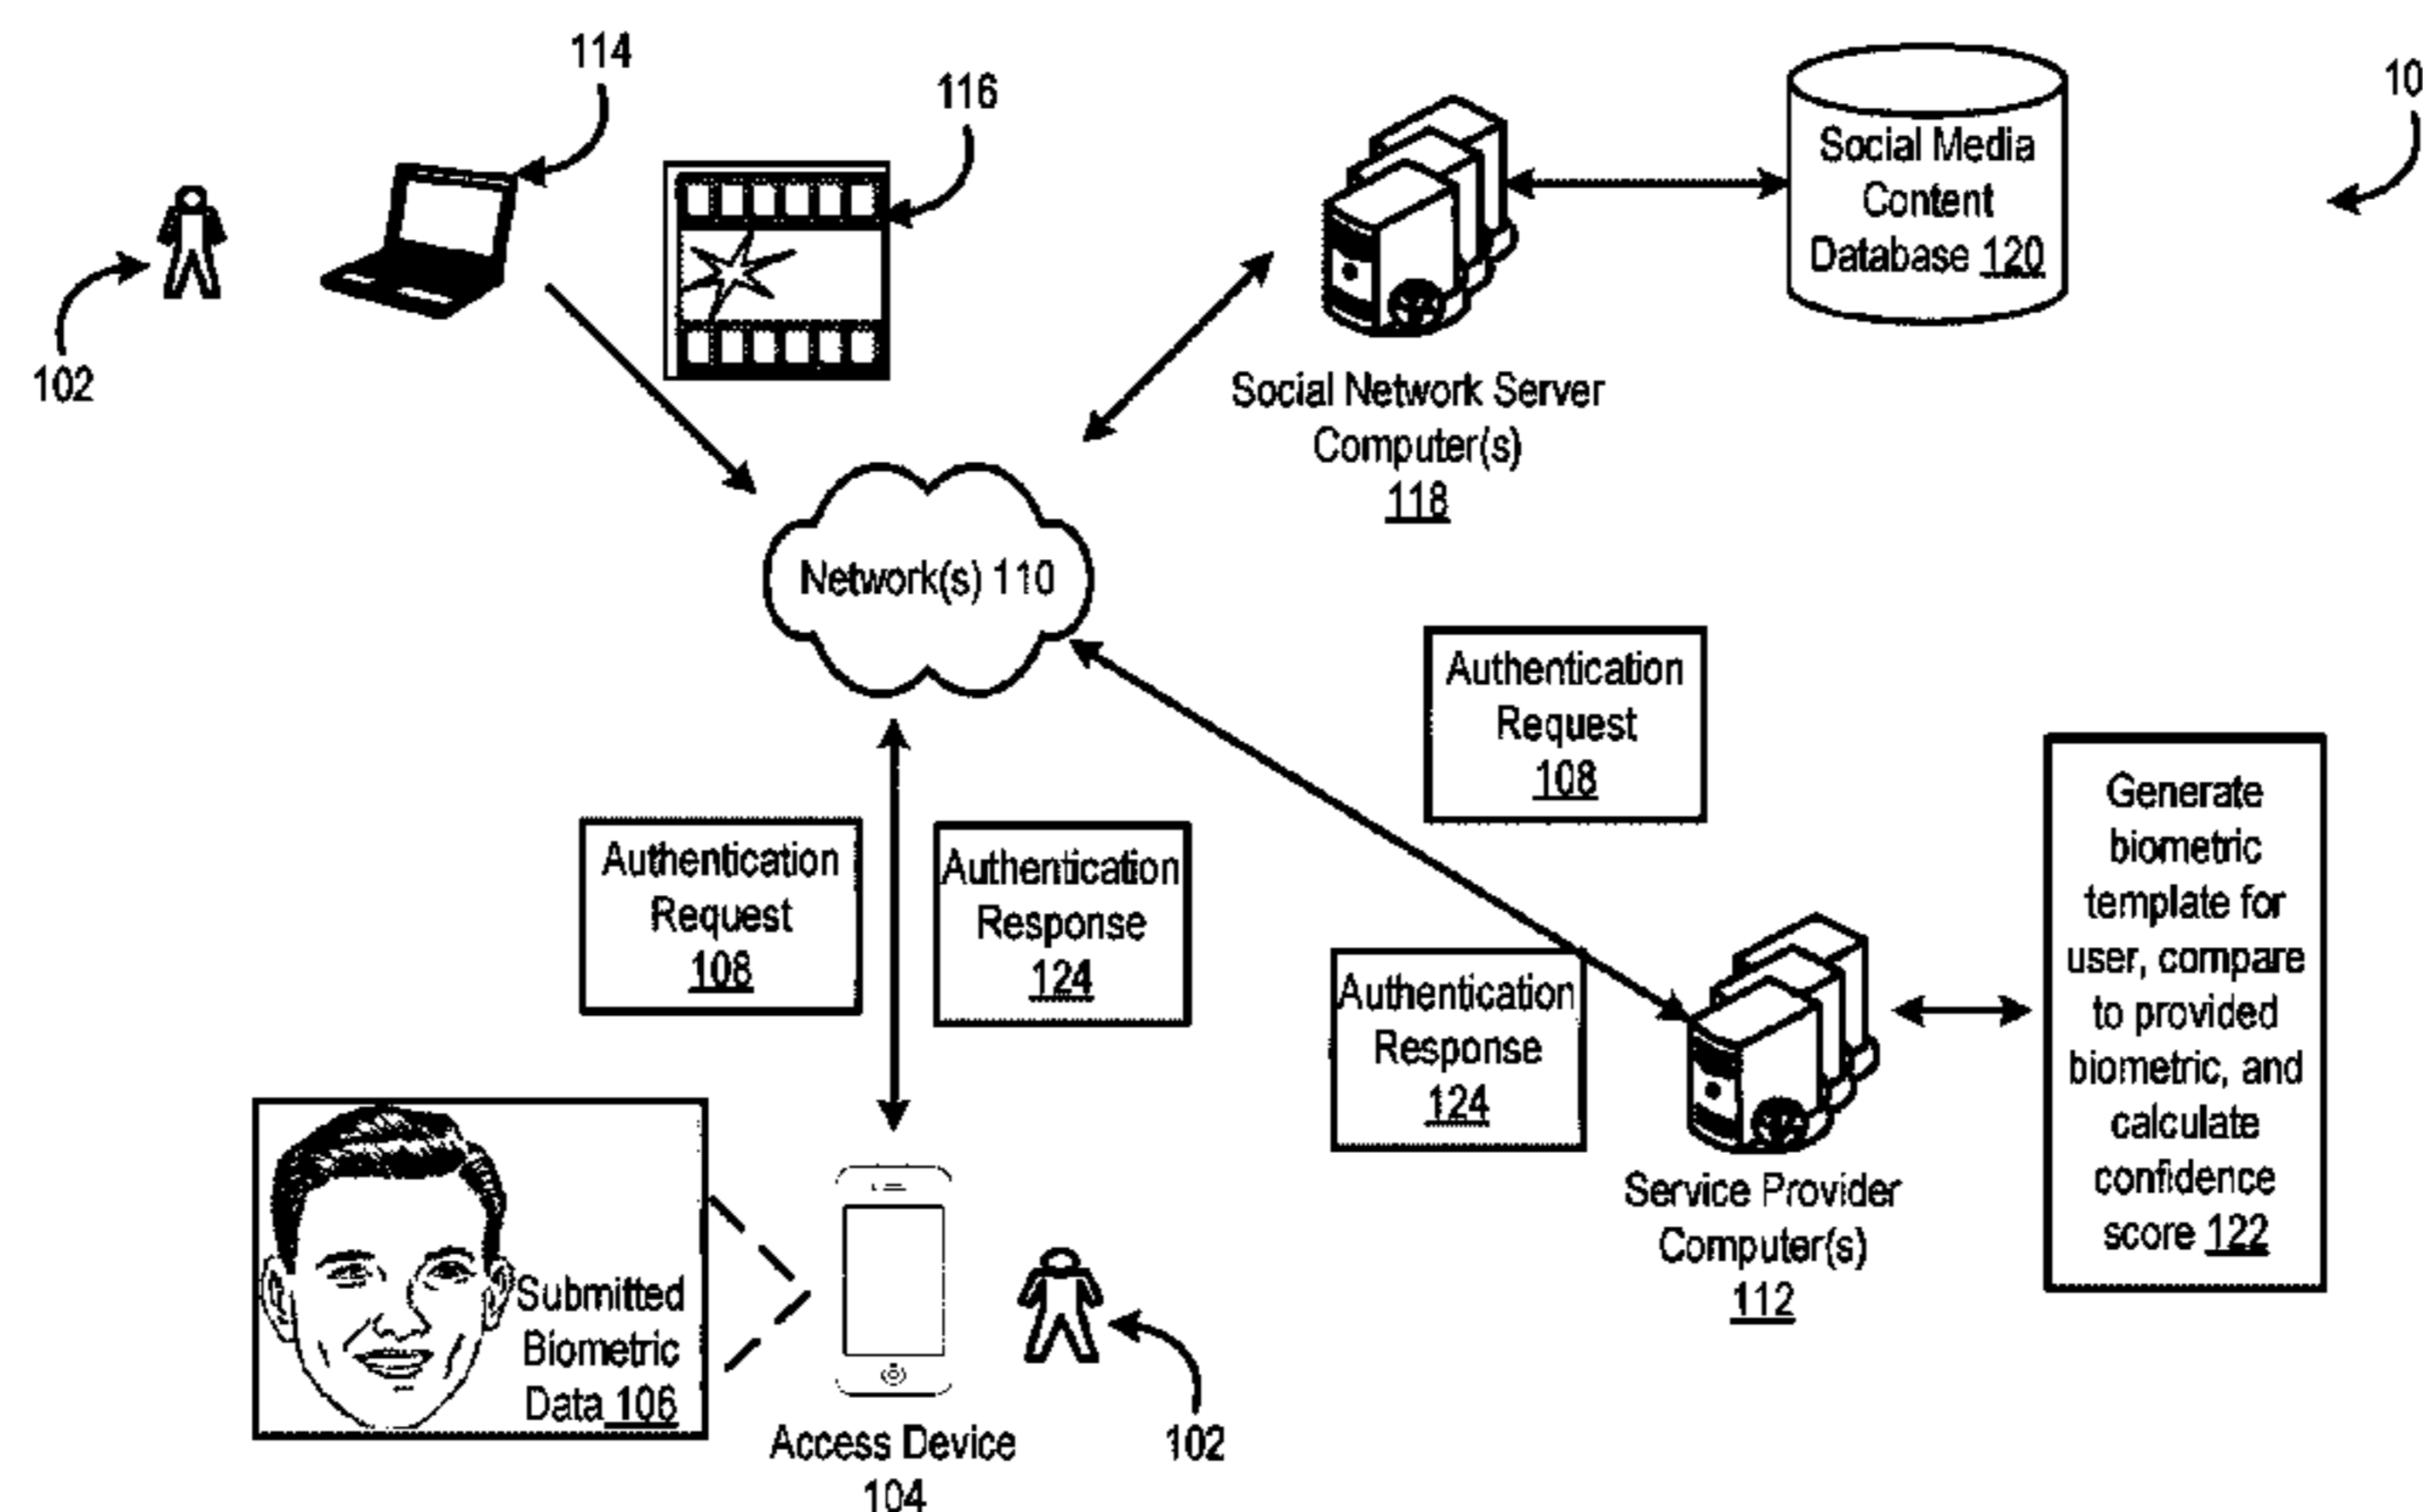 114
116
10
102
Social Media
Content
Database 120
Social Network Server
Computer(s)
118
Network(s) 110
Authentication
Request
108
Authentication
Request
108
Authentication
Response
124
Authentication
Response
124
Generate
biometric
template for
user, compare
to provided
biometric, and
calculate
confidence
score 122
Service Provider
Computer(s)
112
Submitted
Biometric
Data 106
Access Device
104
102